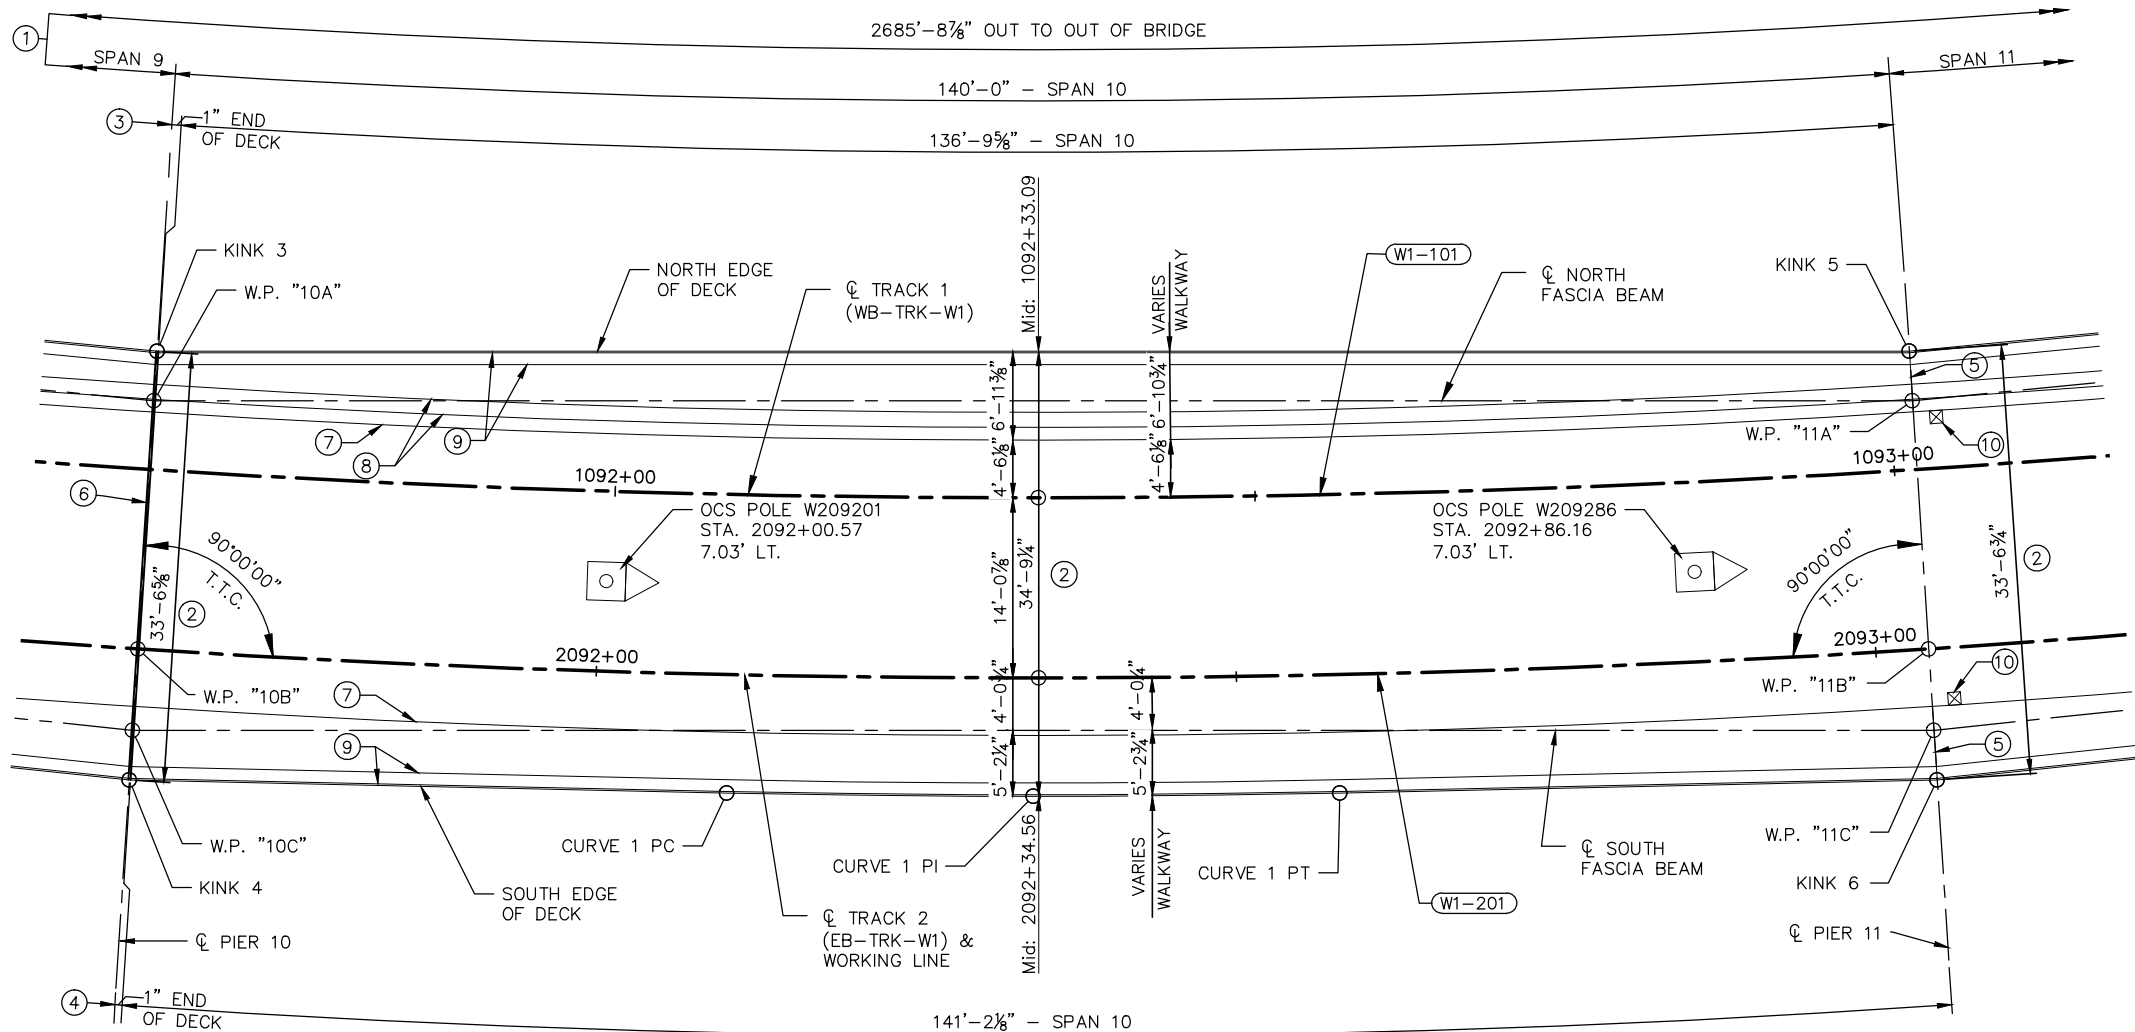 2685'-8⅞" OUT TO OUT OF BRIDGE
1
SPAN 9
SPAN 11
140'-0" - SPAN 10
3
1" END
OF DECK
136'-9⅝" - SPAN 10
KINK 3
W.P. "10A"
NORTH EDGE
OF DECK
℄ TRACK 1
(WB-TRK-W1)
Mid: 1092+33.09
VARIES
WALKWAY
W1-101
℄ NORTH
FASCIA BEAM
KINK 5
5
6'-11⅜"
6'-10¾"
7
8
9
W.P. "11A"
10
4'-6⅛"
4'-6⅛"
1092+00
1093+00
6
OCS POLE W209201
STA. 2092+00.57
7.03' LT.
OCS POLE W209286
STA. 2092+86.16
7.03' LT.
90°00'00"
T.T.C.
33'-6⅝"
2
14'-0⅞"
34'-9¼"
2
90°00'00"
T.T.C.
33'-6¾"
2
2092+00
2093+00
W.P. "10B"
7
4'-0¼"
4'-0¼"
W.P. "11B"
10
9
5'-2¼"
5'-2¾"
5
W.P. "10C"
CURVE 1 PC
CURVE 1 PI
Mid: 2092+34.56
VARIES
WALKWAY
CURVE 1 PT
℄ SOUTH
FASCIA BEAM
W.P. "11C"
KINK 4
SOUTH EDGE
OF DECK
KINK 6
W1-201
℄ PIER 10
℄ TRACK 2
(EB-TRK-W1) &
WORKING LINE
℄ PIER 11
4
1" END
OF DECK
141'-2⅛" - SPAN 10